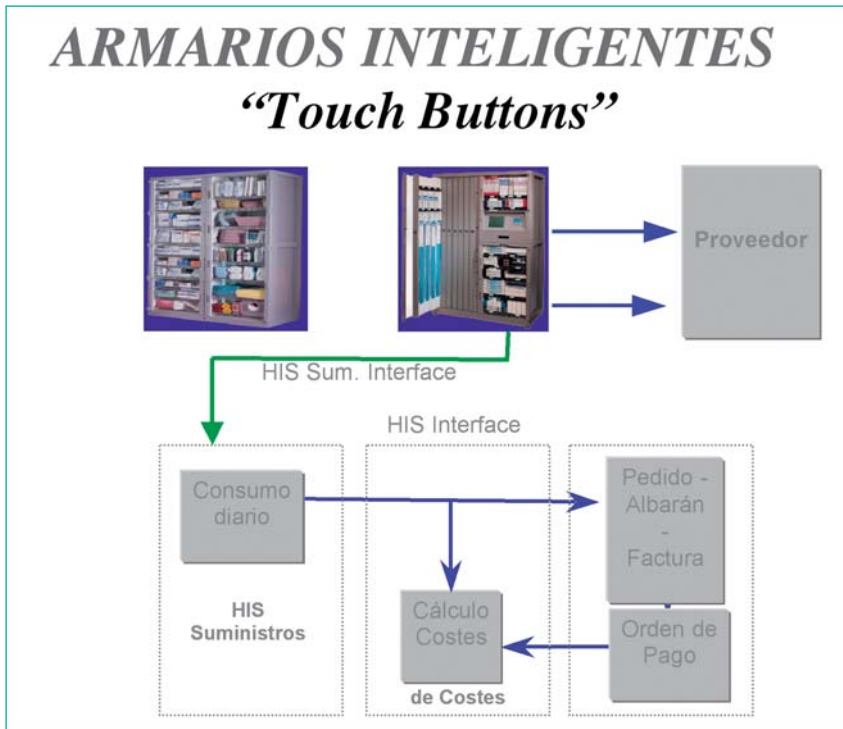 ARMARIOS INTELIGENTES
“Touch Buttons”
Proveedor
HIS Sum. Interface
HIS Interface
Consumo
diario
HIS
Suministros
Cálculo
Costes
de Costes
Pedido -
Albarán
-
Factura
Orden de
Pago